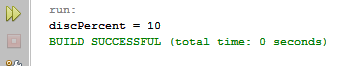 run:
discPercent = 10
BUILD SUCCESSFUL (total time: 0 seconds)